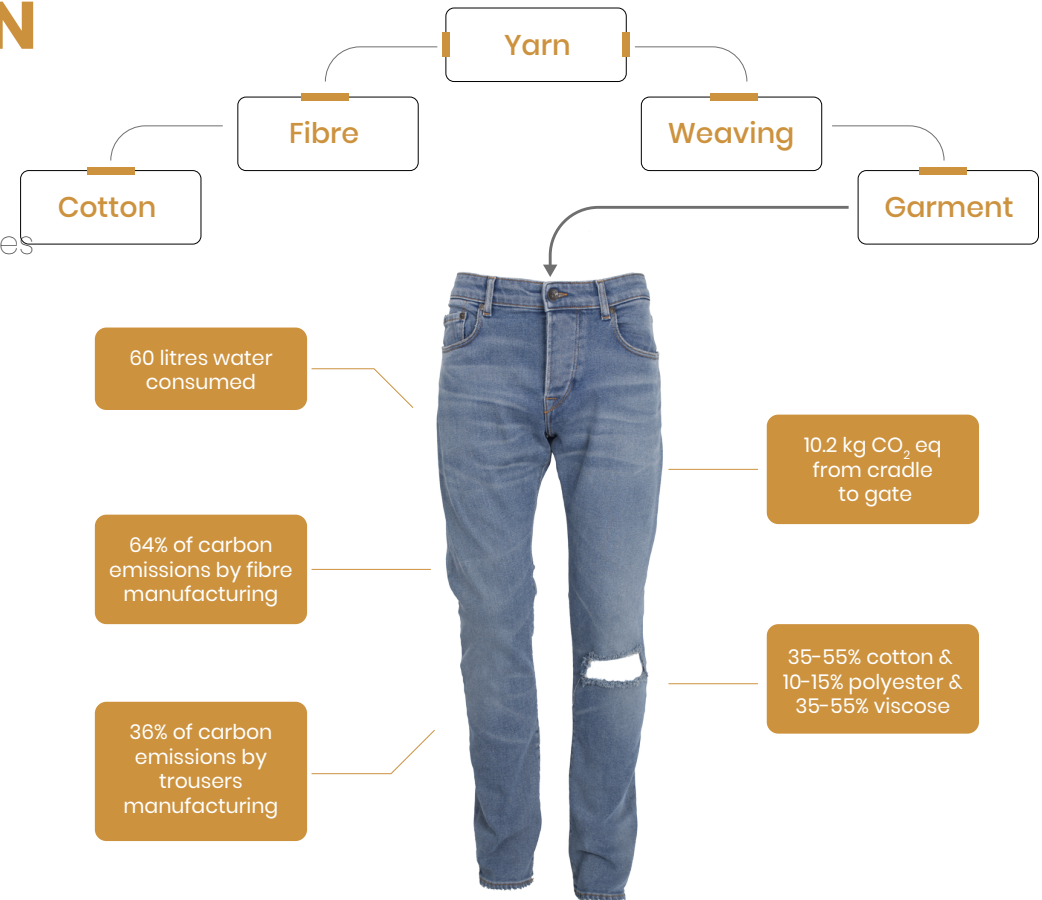 N
Yarn
Fibre
Weaving
Cotton
Garment
es
60 litres water
consumed
10.2 kg CO₂ eq
from cradle
to gate
64% of carbon
emissions by fibre
manufacturing
35-55% cotton &
10-15% polyester &
35-55% viscose
36% of carbon
emissions by
trousers
manufacturing